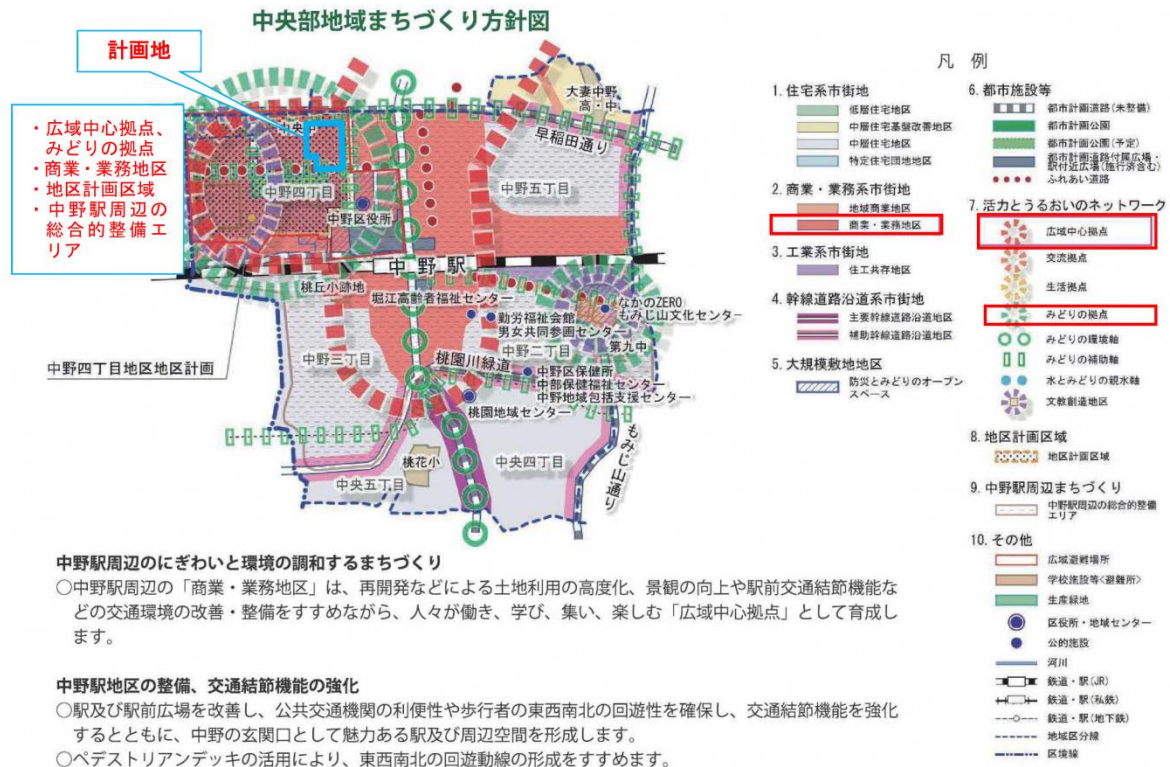 中央部地域まちづくり方針図
計画地
・広域中心拠点、
みどりの拠点
・商業・業務地区
・地区計画区域
・中野駅周辺の
総合的整備エ
リア
大妻中野
高・中
早稲田通り
中野四丁目
中野五丁目
中野区役所
中野駅
桃丘小跡地
堀江高齢者福祉センター
なかのZERO
もみじ山文化センター
勤労福祉会館
男女共同参画センター
中野三丁目
中野二丁目
第九中
桃園川緑道
中野四丁目地区地区計画
中野区保健所
中部保健福祉センター
中野地域包括支援センター
桃園地域センター
もみじ山通り
桃花小
中央四丁目
中央五丁目
凡 例
1. 住宅系市街地
低層住宅地区
中層住宅基盤改善地区
中層住宅地区
特定住宅団地地区
2. 商業・業務系市街地
地域商業地区
商業・業務地区
3. 工業系市街地
住工共存地区
4. 幹線道路沿道系市街地
主要幹線道路沿道地区
補助幹線道路沿道地区
5. 大規模敷地地区
防災とみどりのオープン
スペース
6. 都市施設等
都市計画道路(未整備)
都市計画公園
都市計画公園(予定)
都市計画道路付属広場・
駅付近広場(施行済含む)
ふれあい道路
7. 活力とうるおいのネットワーク
広域中心拠点
交流拠点
生活拠点
みどりの拠点
みどりの環境軸
みどりの補助軸
水とみどりの親水軸
文教創造地区
8. 地区計画区域
地区計画区域
9. 中野駅周辺まちづくり
中野駅周辺の総合的整備
エリア
10. その他
広域避難場所
学校施設等<避難所>
生産緑地
区役所・地域センター
公的施設
河川
鉄道・駅(JR)
鉄道・駅(私鉄)
鉄道・駅(地下鉄)
地域区分線
区境線
中野駅周辺のにぎわいと環境の調和するまちづくり
○中野駅周辺の「商業・業務地区」は、再開発などによる土地利用の高度化、景観の向上や駅前交通結節機能な
どの交通環境の改善・整備をすすめながら、人々が働き、学び、集い、楽しむ「広域中心拠点」として育成し
ます。
中野駅地区の整備、交通結節機能の強化
○駅及び駅前広場を改善し、公共交通機関の利便性や歩行者の東西南北の回遊性を確保し、交通結節機能を強化
するとともに、中野の玄関口として魅力ある駅及び周辺空間を形成します。
○ペデストリアンデッキの活用により、東西南北の回遊動線の形成をすすめます。